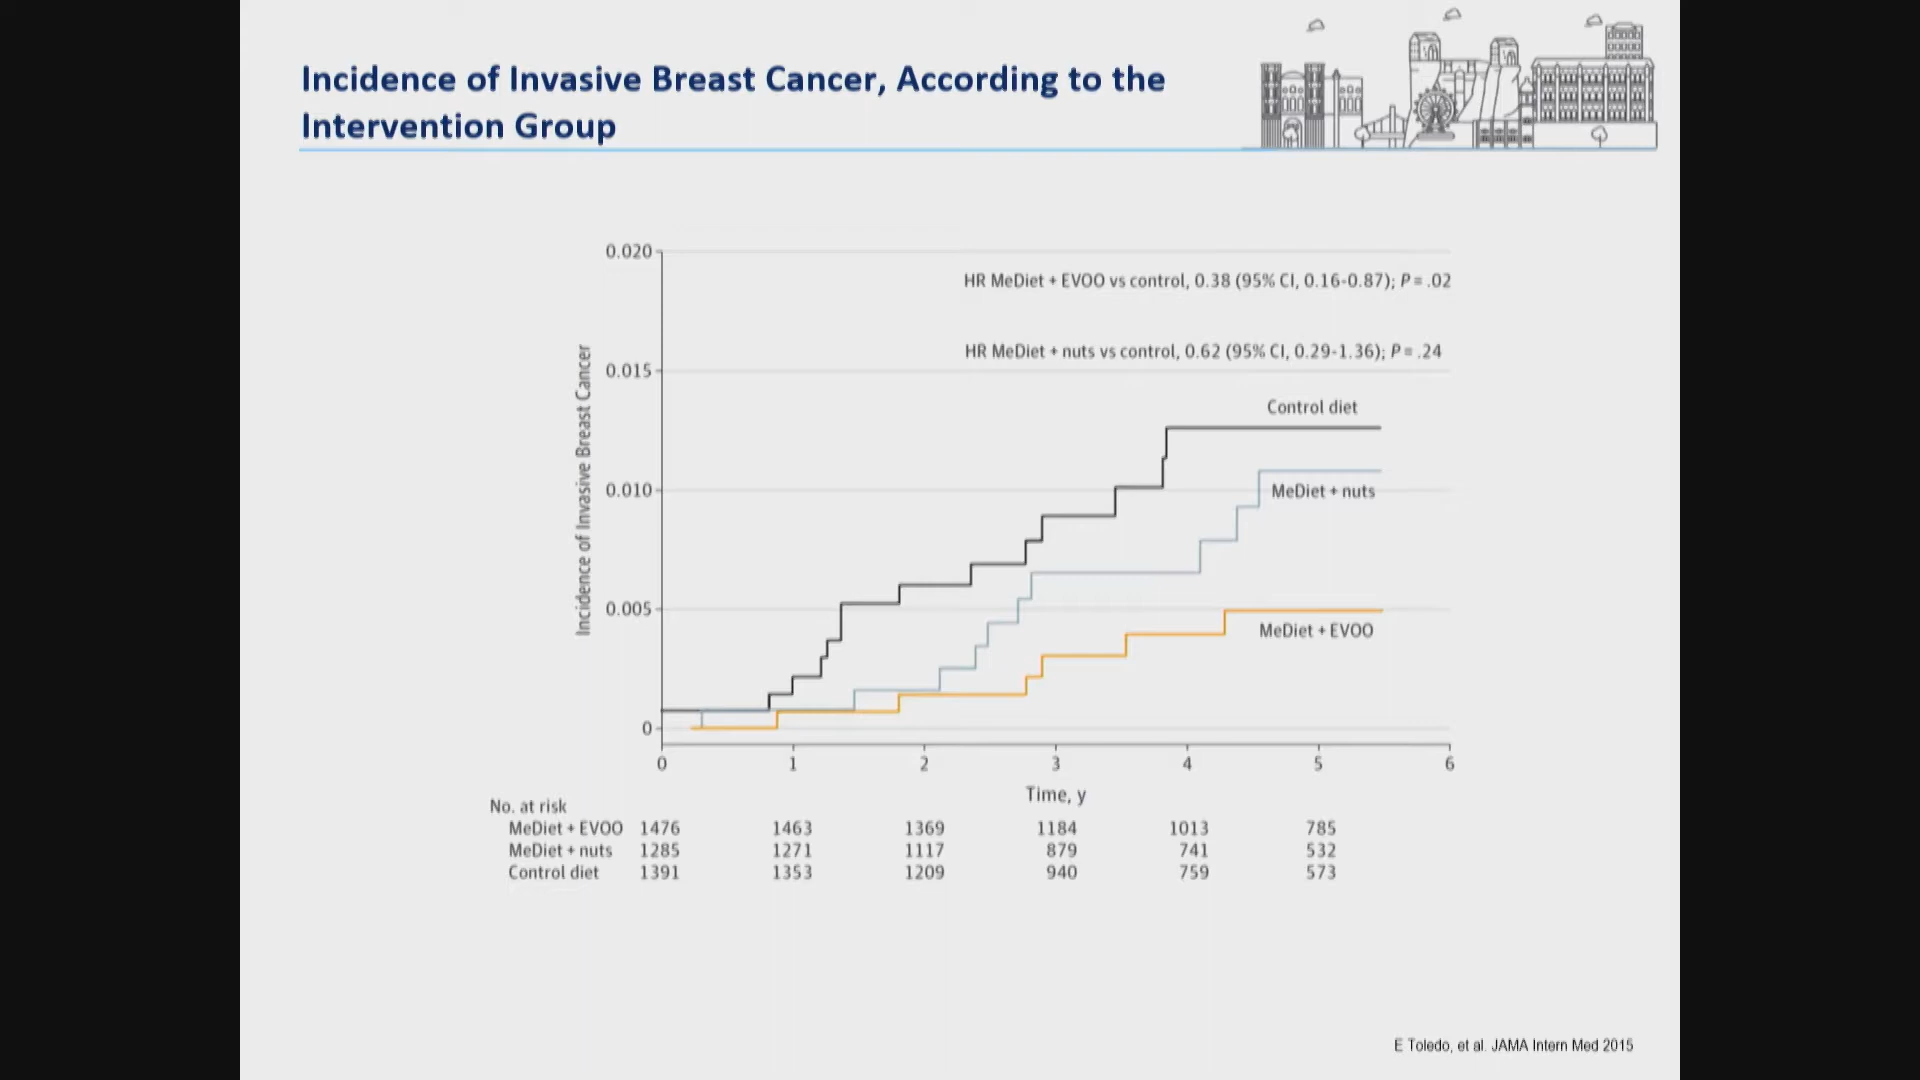 Incidence of Invasive Breast Cancer, According to the
Intervention Group
0.020
HR MeDiet + EVOO vs control, 0.38 (95% CI, 0.16-0.87); P = .02
HR MeDiet + nuts vs control, 0.62 (95% CI, 0.29-1.36); P = .24
0.015
Control diet
0.010
MeDiet + nuts
0.005
MeDiet + EVOO
0
Incidence of Invasive Breast Cancer
0 1 2 3 4 5 6
Time, y
No. at risk
MeDiet + EVOO 1476 1463 1369 1184 1013 785
MeDiet + nuts 1285 1271 1117 879 741 532
Control diet 1391 1353 1209 940 759 573
E Toledo, et al. JAMA Intern Med 2015